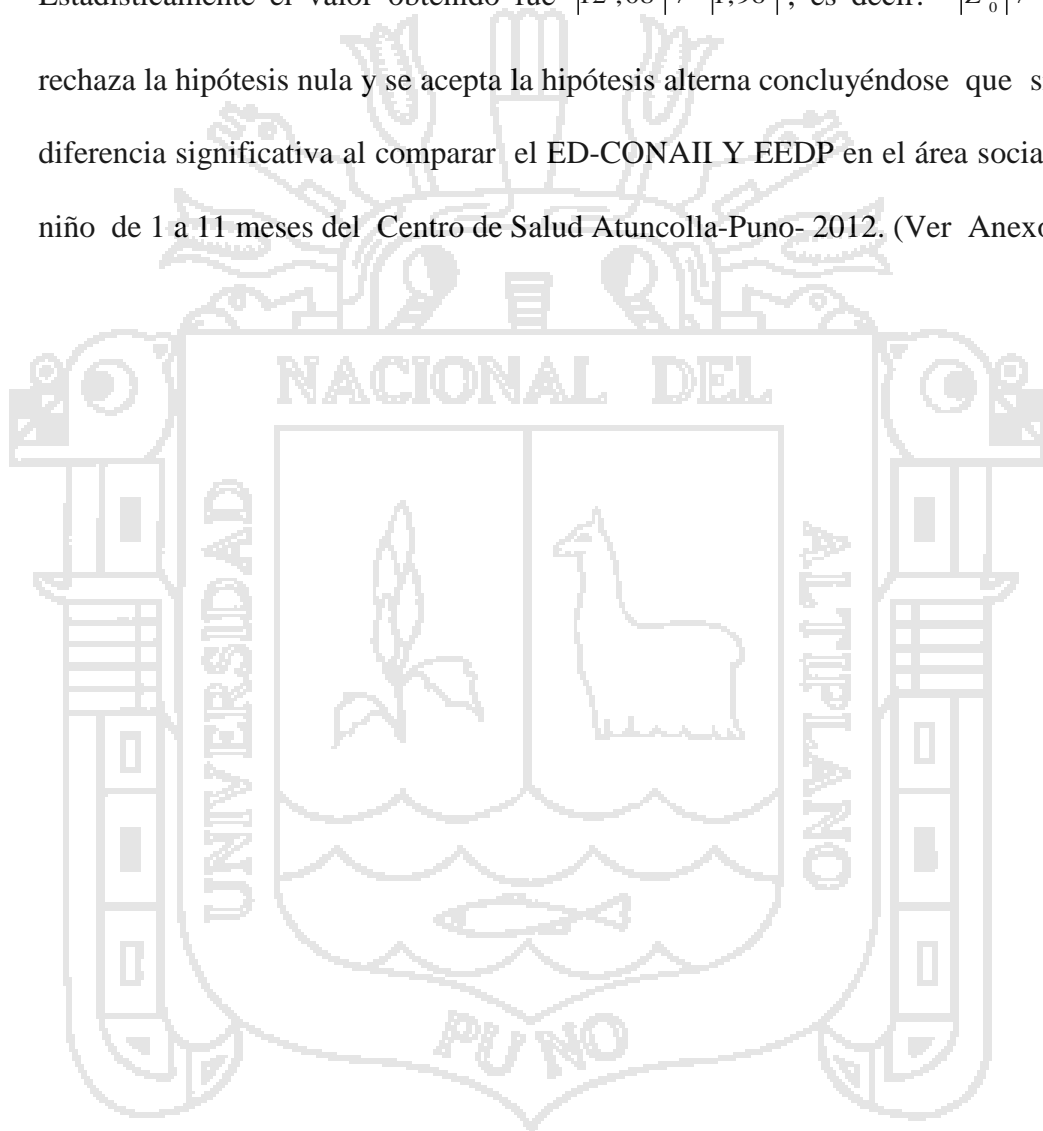 Estadísticamente el valor obtenido fue |12,68| / |1,96|, es decir: |Z₀| /
rechaza la hipótesis nula y se acepta la hipótesis alterna concluyéndose que s
diferencia significativa al comparar el ED-CONAII Y EEDP en el área socia
niño de 1 a 11 meses del Centro de Salud Atuncolla-Puno- 2012. (Ver Anexo
NACIONAL DEL
UNIVERSIDAD
ALTIPLANO
PUNO